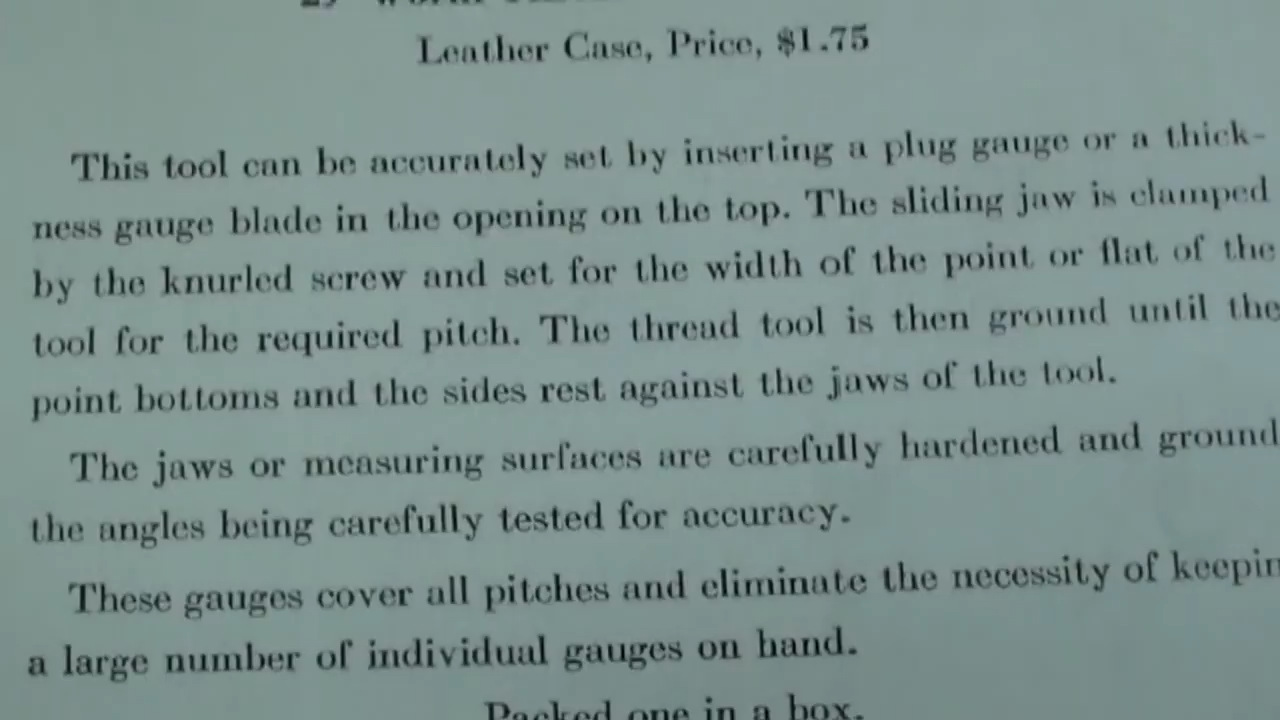 Leather Case, Price, $1.75
This tool can be accurately set by inserting a plug gauge or a thick-
ness gauge blade in the opening on the top. The sliding jaw is clamped
by the knurled screw and set for the width of the point or flat of the
tool for the required pitch. The thread tool is then ground until the
point bottoms and the sides rest against the jaws of the tool.
The jaws or measuring surfaces are carefully hardened and ground
the angles being carefully tested for accuracy.
These gauges cover all pitches and eliminate the necessity of keepin
a large number of individual gauges on hand.
Packed one in a box.